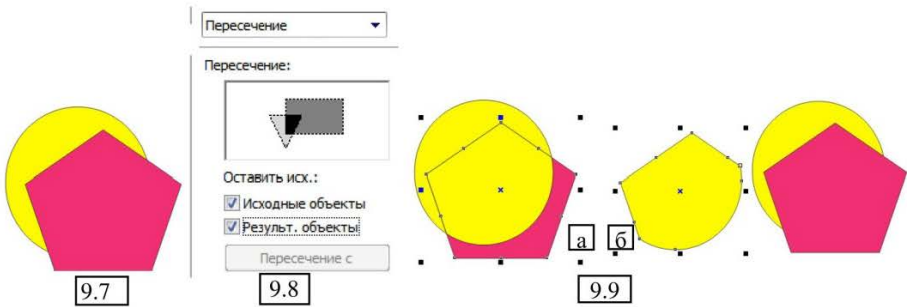 Пересечение
Пересечение:
Оставить исх.:
Исходные объекты
Результ. объекты
Пересечение с
а б
9.7
9.8
9.9